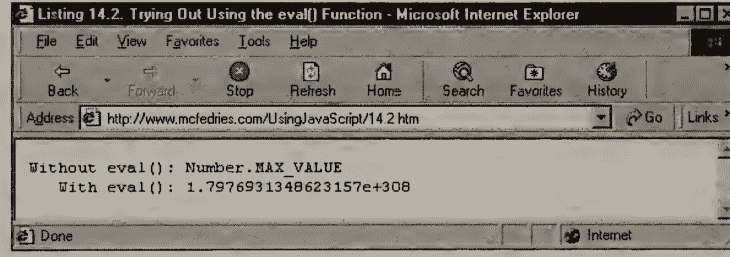 Listing 14.2. Trying Out Using the eval() Function - Microsoft Internet Explorer
File Edit View Favorites Tools Help
Back Forward Stop Refresh Home Search Favorites History
Address http://www.mcfedries.com/UsingJavaScript/14.2 htm Go Links
Without eval(): Number.MAX_VALUE
With eval(): 1.7976931348623157e+308
Done Internet